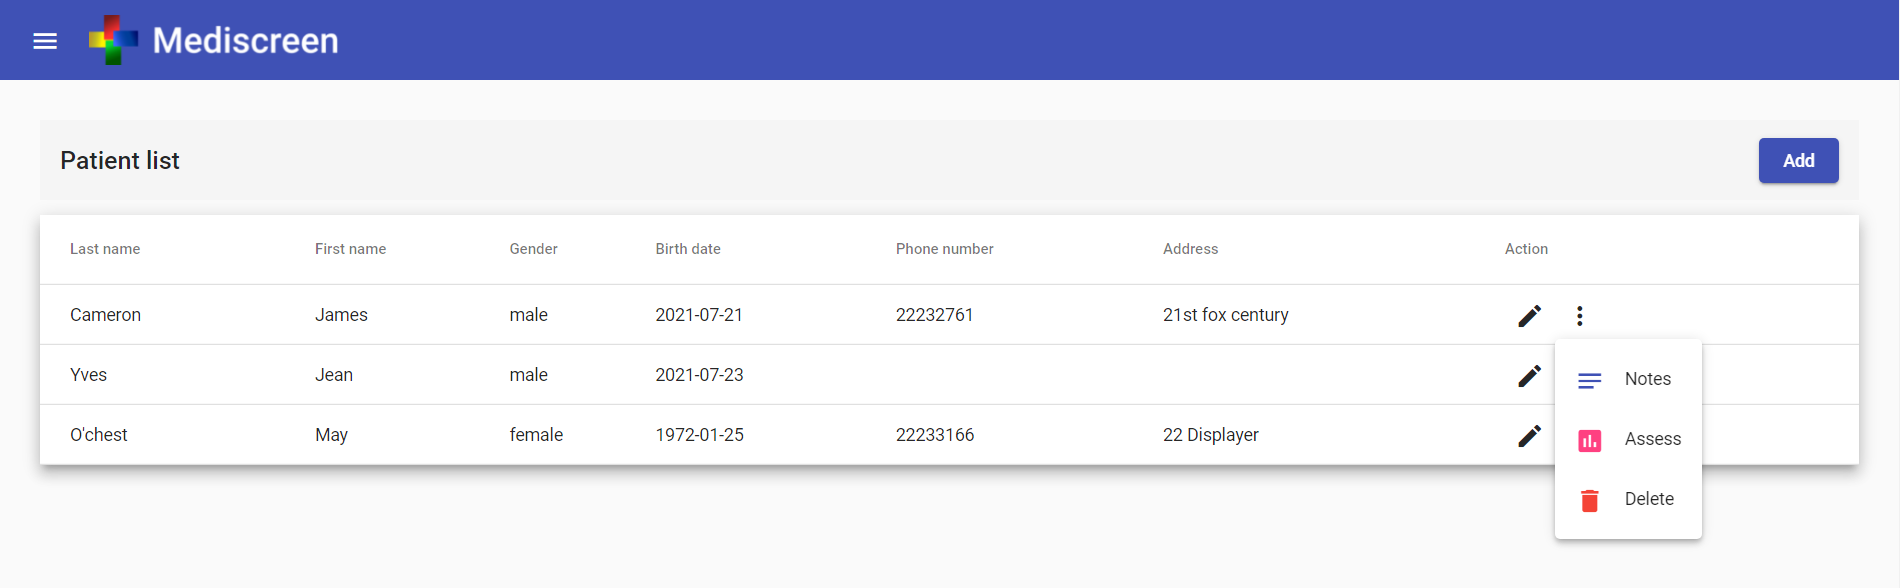 Mediscreen
Patient list
Add
Last name First name Gender Birth date Phone number Address Action
Cameron James male 2021-07-21 22232761 21st fox century
Yves Jean male 2021-07-23
Notes
O'chest May female 1972-01-25 22233166 22 Displayer
Assess
Delete